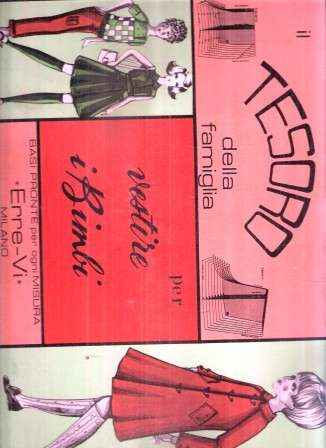 il
TESORO
della
famiglia
per
vestire
i Bimbi
BASI PRONTE per ogni MISURA
• Erre-Vi •
MILANO